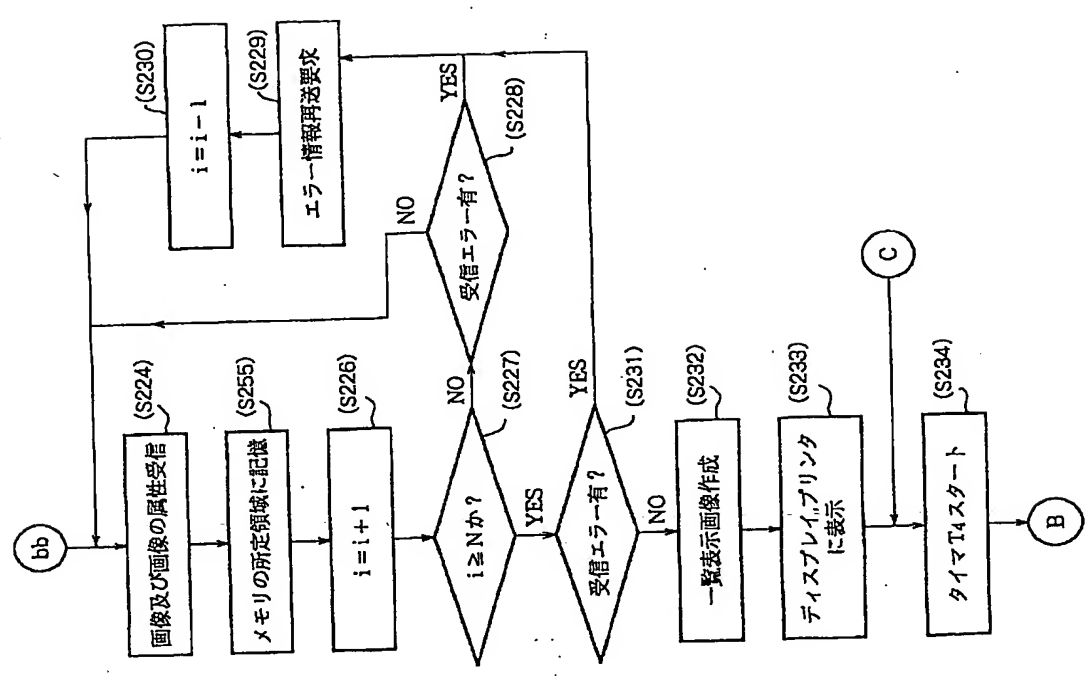 bb
画像及び画像の属性受信
(S224)
メモリの所定領域に記憶
(S255)
i=i+1
(S226)
i≧Nか?
(S227)
NO
YES
受信エラー有?
(S228)
NO
YES
エラー情報再送要求
(S229)
i=i-1
(S230)
受信エラー有?
(S231)
YES
NO
一覧表示画像作成
(S232)
ディスプレイ,プリンタ
に表示
(S233)
C
タイマT4スタート
(S234)
B